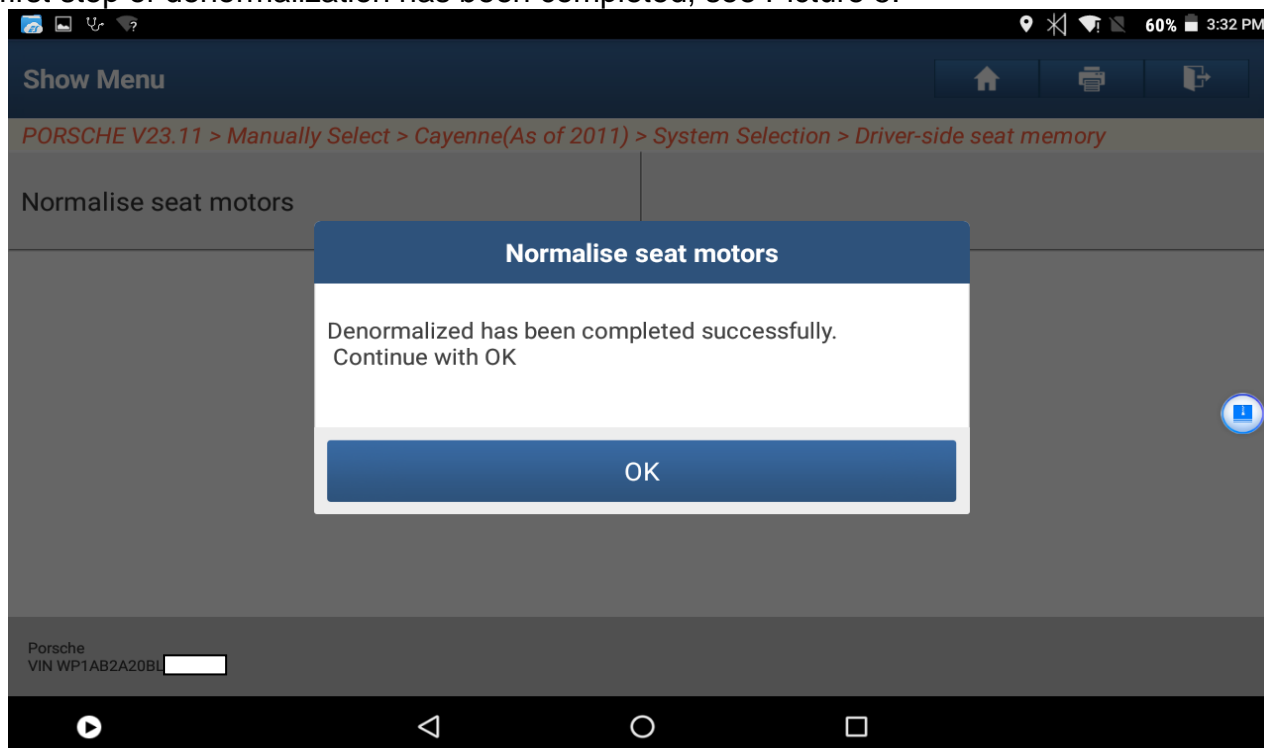 first step of denormalization has been completed, see Picture 3.
60% 3:32 PM
Show Menu
PORSCHE V23.11 > Manually Select > Cayenne(As of 2011) > System Selection > Driver-side seat memory
Normalise seat motors
Normalise seat motors
Denormalized has been completed successfully.
Continue with OK
OK
Porsche
VIN WP1AB2A20BL